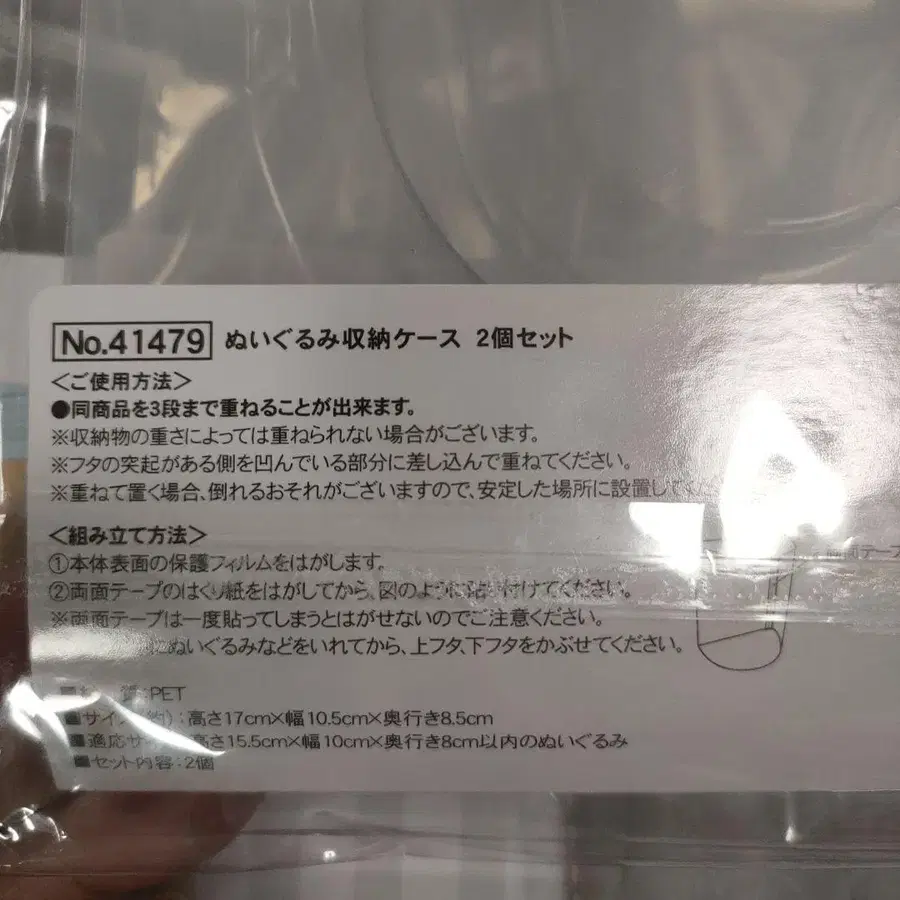 No.41479 ぬいぐるみ収納ケース 2個セット
<ご使用方法>
●同商品を3段まで重ねることが出来ます。
※収納物の重さによっては重ねられない場合がございます。
※フタの突起がある側を凹んでいる部分に差し込んで重ねてください。
※重ねて置く場合、倒れるおそれがございますので、安定した場所に設置して
<組み立て方法>
①本体表面の保護フィルムをはがします。
②両面テープのはくり紙をはがしてから、図のように貼り付けてください。
両面テープ
※両面テープは一度貼ってしまうとはがせないのでご注意ください。
にぬいぐるみなどをいれてから、上フタ、下フタをかぶせてください。
質:PET
■サイズ(約):高さ17cm×幅10.5cm×奥行き8.5cm
■適応サイズ:高さ15.5cm×幅10cm×奥行き8cm以内のぬいぐるみ
■セット内容:2個